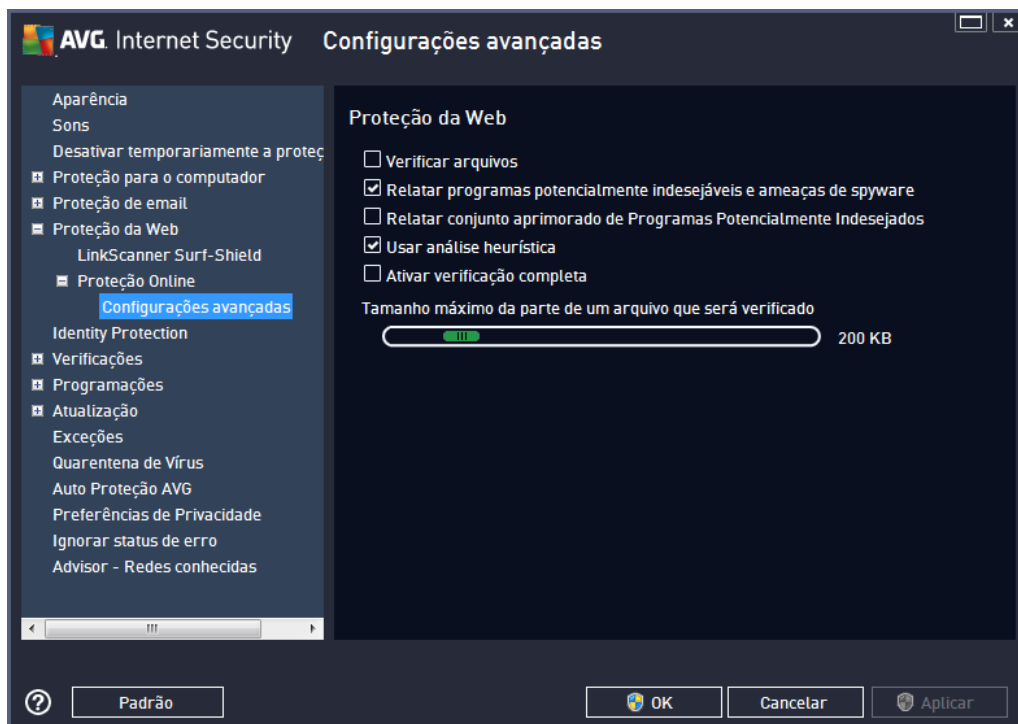 AVG. Internet Security Configurações avançadas
Aparência
Sons
Desativar temporariamente a proteç
Proteção para o computador
Proteção de email
Proteção da Web
LinkScanner Surf-Shield
Proteção Online
Configurações avançadas
Identity Protection
Verificações
Programações
Atualização
Exceções
Quarentena de Vírus
Auto Proteção AVG
Preferências de Privacidade
Ignorar status de erro
Advisor - Redes conhecidas
Proteção da Web
Verificar arquivos
Relatar programas potencialmente indesejáveis e ameaças de spyware
Relatar conjunto aprimorado de Programas Potencialmente Indesejados
Usar análise heurística
Ativar verificação completa
Tamanho máximo da parte de um arquivo que será verificado
200 KB
Padrão
OK
Cancelar
Aplicar